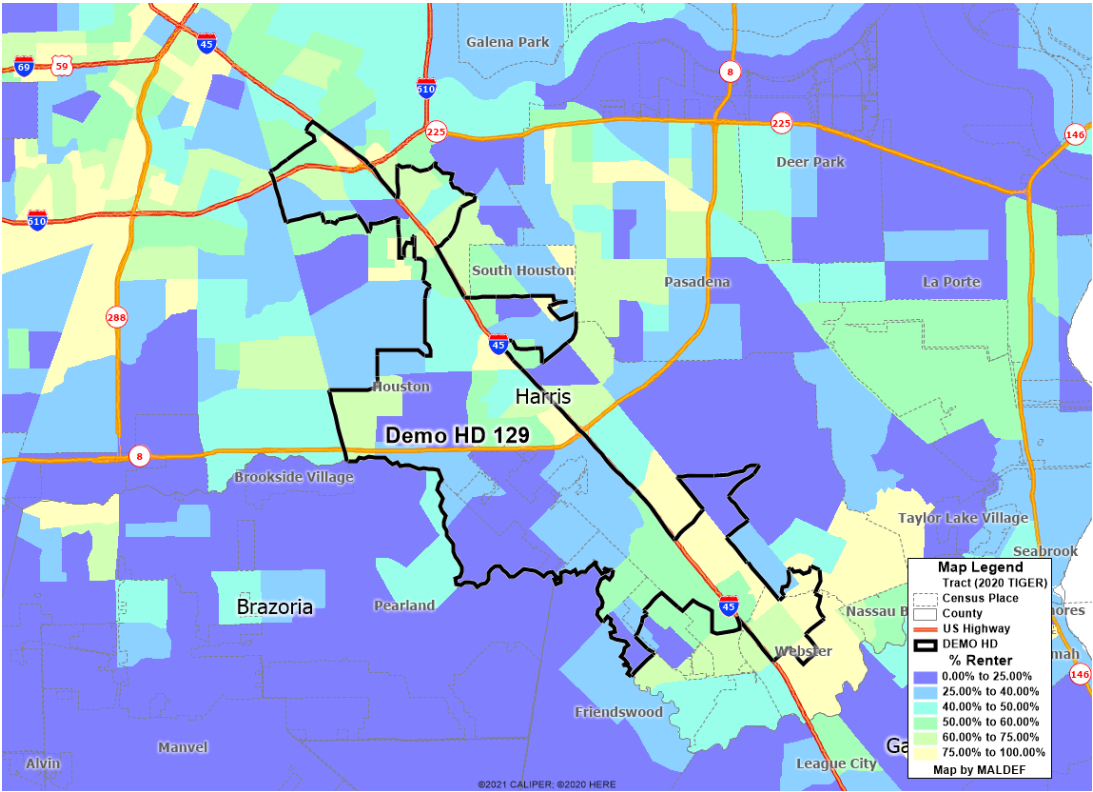 Galena Park
45
69
59
610
8
225
225
146
Deer Park
610
South Houston
Pasadena
La Porte
288
45
Houston
Harris
Demo HD 129
8
Brookside Village
Taylor Lake Village
Seabrook
Brazoria
Pearland
45
Nassau B
ores
Webster
mah
146
Friendswood
Manvel
Alvin
League City
Ga
Map Legend
Tract (2020 TIGER)
Census Place
County
US Highway
DEMO HD
% Renter
0.00% to 25.00%
25.00% to 40.00%
40.00% to 50.00%
50.00% to 60.00%
60.00% to 75.00%
75.00% to 100.00%
Map by MALDEF
©2021 CALIPER; ©2020 HERE